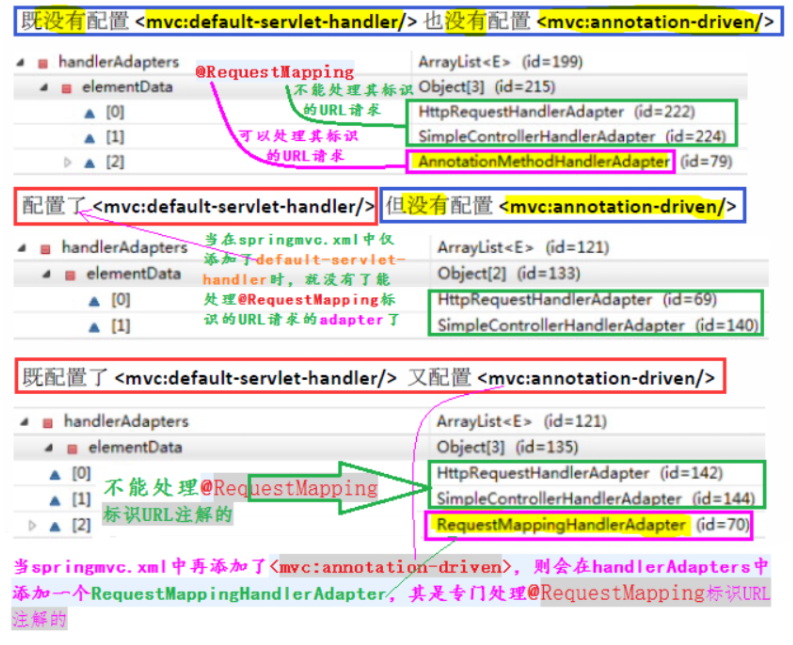 既没有配置 <mvc:default-servlet-handler/> 也没有配置 <mvc:annotation-driven/>
handlerAdapters ArrayList<E> (id=199)
@RequestMapping
elementData Object[3] (id=215)
不能处理其标识
的URL请求
[0] HttpRequestHandlerAdapter (id=222)
[1] SimpleControllerHandlerAdapter (id=224)
可以处理其标识
的URL请求
[2] AnnotationMethodHandlerAdapter (id=79)
配置了 <mvc:default-servlet-handler/> 但没有配置 <mvc:annotation-driven/>
handlerAdapters ArrayList<E> (id=121)
elementData Object[2] (id=133)
[0] HttpRequestHandlerAdapter (id=69)
[1] SimpleControllerHandlerAdapter (id=140)
当在springmvc.xml中仅
添加了default-servlet-
handler时，就没有了能
处理@RequestMapping标
识的URL请求的adapter了
既配置了 <mvc:default-servlet-handler/> 又配置 <mvc:annotation-driven/>
handlerAdapters ArrayList<E> (id=121)
elementData Object[3] (id=135)
[0] HttpRequestHandlerAdapter (id=142)
[1] SimpleControllerHandlerAdapter (id=144)
[2] RequestMappingHandlerAdapter (id=70)
不能处理@RequestMapping
标识URL注解的
当springmvc.xml中再添加了<mvc:annotation-driven>，则会在handlerAdapters中
添加一个RequestMappingHandlerAdapter，其是专门处理@RequestMapping标识URL
注解的